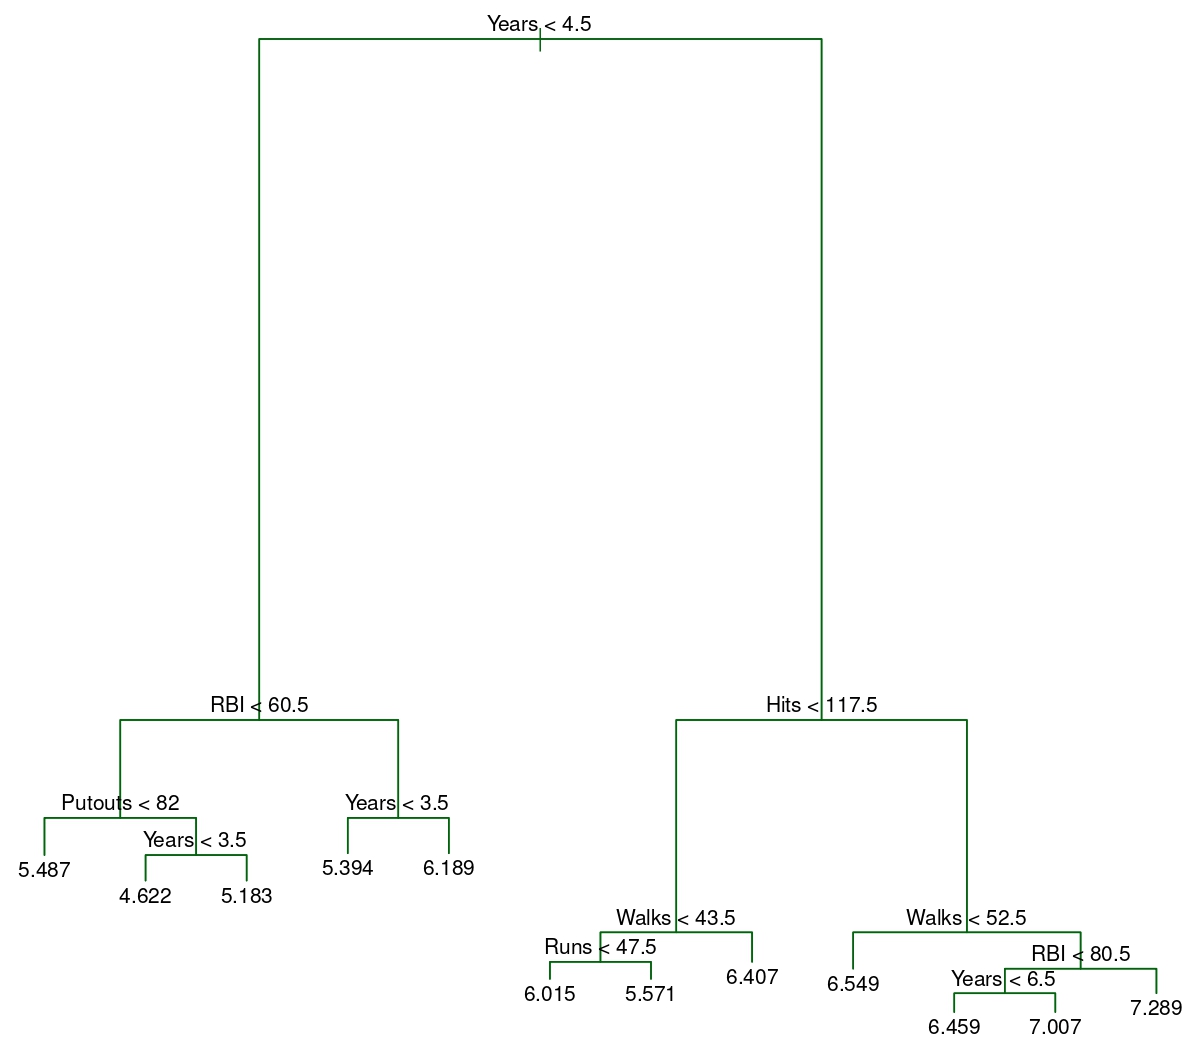 Years < 4.5
RBI < 60.5
Hits < 117.5
Putouts < 82
Years < 3.5
Years < 3.5
5.487
5.394
6.189
4.622
5.183
Walks < 43.5
Walks < 52.5
Runs < 47.5
RBI < 80.5
6.407
Years < 6.5
6.549
6.015
5.571
7.289
6.459
7.007